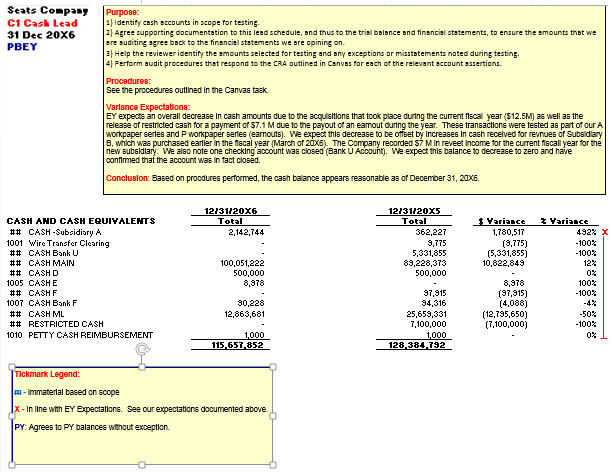 Seats Company
C1 Cash Lead
31 Dec 20X6
PBEY
Purpose:
1) Identify cash accounts in scope for testing.
2) Agree supporting documentation to this lead schedule, and thus to the trial balance and financial statements, to ensure the amounts that we
are auditing agree back to the financial statements we are opining on.
3) Help the reviewer identify the amounts selected for testing and any exceptions or misstatements noted during testing.
4) Perform audit procedures that respond to the CRA outlined in Canvas for each of the relevant account assertions.
Procedures:
See the procedures outlined in the Canvas task.
Variance Expectations:
EY expects an overall decrease in cash amounts due to the acquisitions that took place during the current fiscal year ($12.5M) as well as the
release of restricted cash for a payment of $7.1 M due to the payout of an earnout during the year. These transactions were tested as part of our A
workpaper series and P workpaper series (earnouts). We expect this decrease to be offset by increases in cash received for revnues of Subsidiary
B, which was purchased earlier in the fiscal year (March of 20X6). The Company recorded $7 M in reveet income for the current fiscal year for the
new subsidiary. We also note one checking account was closed (Bank U Account). We expect this balance to decrease to zero and have
confirmed that the account was in fact closed.
Conclusion: Based on procdures performed, the cash balance appears reasonable as of December 31, 20X6.
12/31/20X6 12/31/20X5
CASH AND CASH EQUIVALENTS Total Total $ Variance % Variance
## CASH -Subsidiary A 2,142,744 362,227 1,780,517 492% X
1001 Wire Transfer Clearing - 9,775 (9,775) -100%
## CASH Bank U - 5,331,855 (5,331,855) -100%
## CASH MAIN 100,051,222 89,228,373 10,822,849 12%
## CASH D 500,000 500,000 - 0%
1005 CASH E 8,978 - 8,978 100%
## CASH F - 97,915 (97,915) -100%
1007 CASH Bank F 90,228 94,316 (4,088) -4%
## CASH ML 12,863,681 25,659,331 (12,795,650) -50%
## RESTRICTED CASH - 7,100,000 (7,100,000) -100%
1010 PETTY CASH REIMBURSEMENT 1,000 1,000 - 0%
115,657,852 128,384,792
Tickmark Legend:
m - Immaterial based on scope
X - In line with EY Expectations. See our expectations documented above.
PY: Agrees to PY balances without exception.